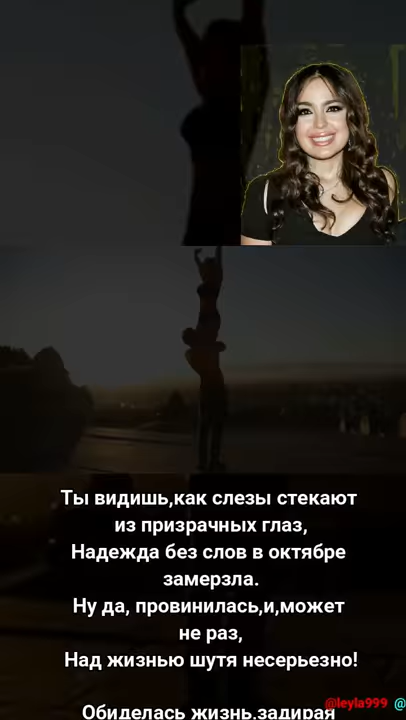 Ты видишь,как слезы стекают
из призрачных глаз,
Надежда без слов в октябре
замерзла.
Ну да, провинилась,и,может
не раз,
Над жизнью шутя несерьезно!
@leyla999 @
Обиделась жизнь,задирая